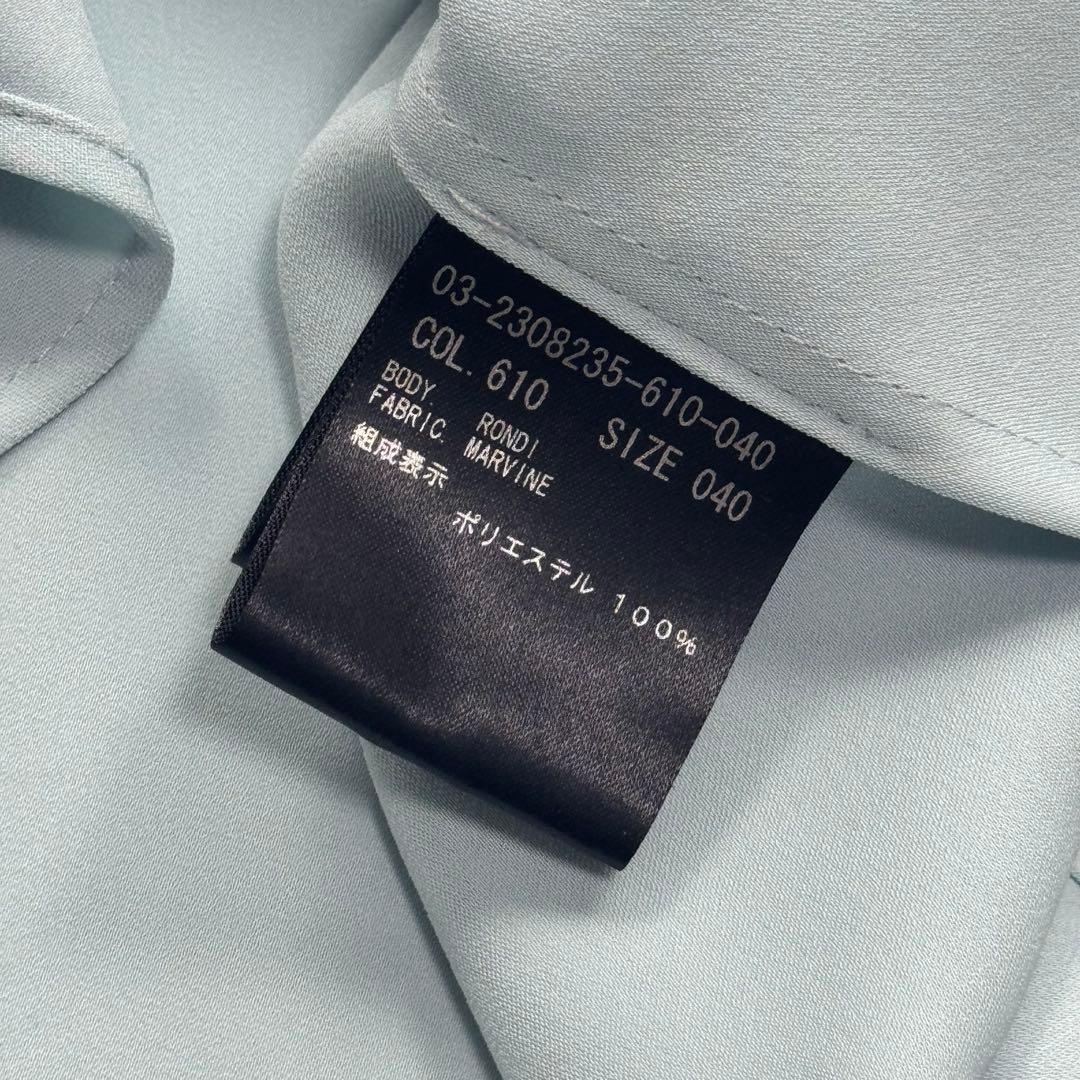 03-2308235-610-040
COL. 610 SIZE 040
BODY. RONDI
FABRIC. MARVINE
組成表示
ポリエステル 100%